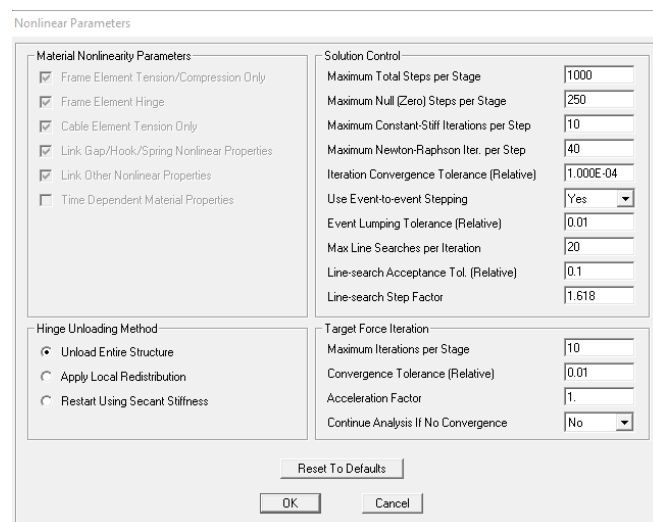 Nonlinear Parameters
Material Nonlinearity Parameters
Frame Element Tension/Compression Only
Frame Element Hinge
Cable Element Tension Only
Link Gap/Hook/Spring Nonlinear Properties
Link Other Nonlinear Properties
Time Dependent Material Properties
Solution Control
Maximum Total Steps per Stage 1000
Maximum Null (Zero) Steps per Stage 250
Maximum Constant-Stiff Iterations per Step 10
Maximum Newton-Raphson Iter. per Step 40
Iteration Convergence Tolerance (Relative) 1.000E-04
Use Event-to-event Stepping Yes
Event Lumping Tolerance (Relative) 0.01
Max Line Searches per Iteration 20
Line-search Acceptance Tol. (Relative) 0.1
Line-search Step Factor 1.618
Hinge Unloading Method
Unload Entire Structure
Apply Local Redistribution
Restart Using Secant Stiffness
Target Force Iteration
Maximum Iterations per Stage 10
Convergence Tolerance (Relative) 0.01
Acceleration Factor 1.
Continue Analysis If No Convergence No
Reset To Defaults
OK Cancel